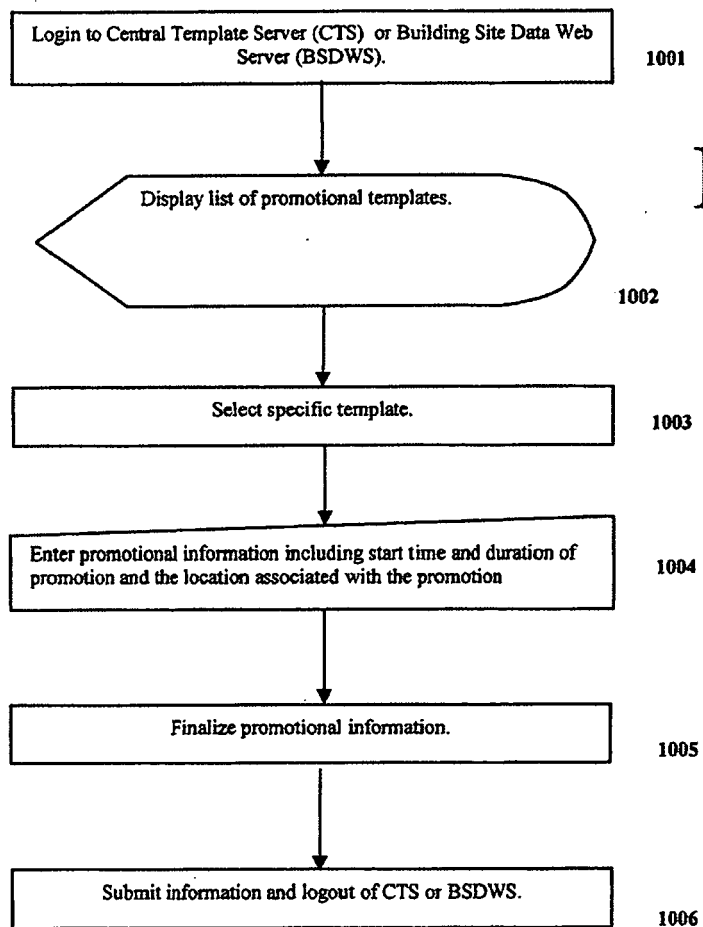 Login to Central Template Server (CTS) or Building Site Data Web
Server (BSDWS).
1001
Display list of promotional templates.
1002
Select specific template.
1003
Enter promotional information including start time and duration of
promotion and the location associated with the promotion
1004
Finalize promotional information.
1005
Submit information and logout of CTS or BSDWS.
1006